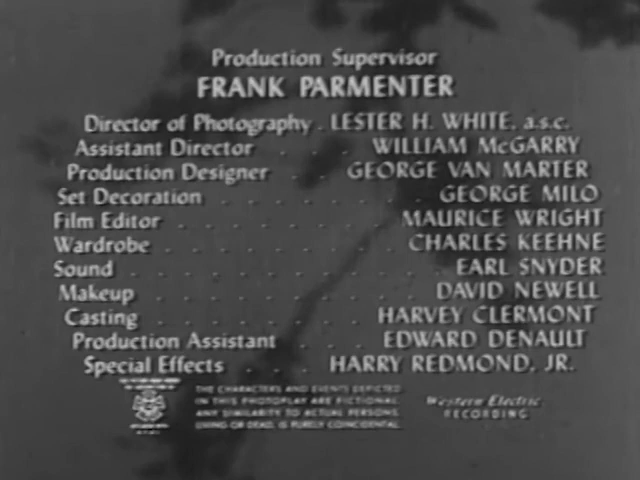 Production Supervisor
FRANK PARMENTER
Director of Photography . LESTER H. WHITE, a.s.c.
Assistant Director . . . WILLIAM McGARRY
Production Designer . . GEORGE VAN MARTER
Set Decoration . . . . . . . . GEORGE MILO
Film Editor . . . . . . . . MAURICE WRIGHT
Wardrobe . . . . . . . . . CHARLES KEEHNE
Sound . . . . . . . . . . . . EARL SNYDER
Makeup . . . . . . . . . . . DAVID NEWELL
Casting . . . . . . . . HARVEY CLERMONT
Production Assistant . . . EDWARD DENAULT
Special Effects . . . HARRY REDMOND, JR.
THE CHARACTERS AND EVENTS DEPICTED
IN THIS PHOTOPLAY ARE FICTIONAL.
ANY SIMILARITY TO ACTUAL PERSONS,
LIVING OR DEAD, IS PURELY COINCIDENTAL.
Western Electric
RECORDING